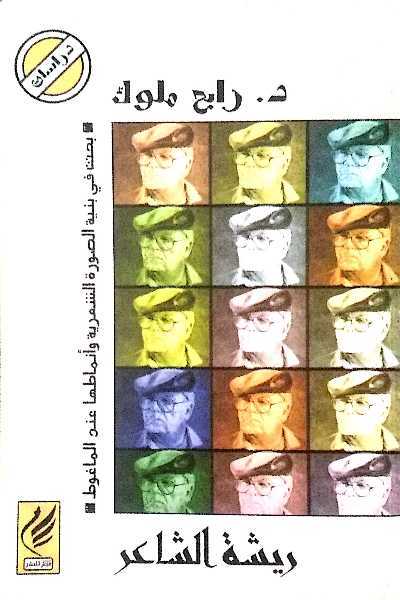 دراسات
د. رابح ملوك
■ بحث في بنية الصورة الشعرية وأنماطها عند الماغوط ■
ريشة الشاعر